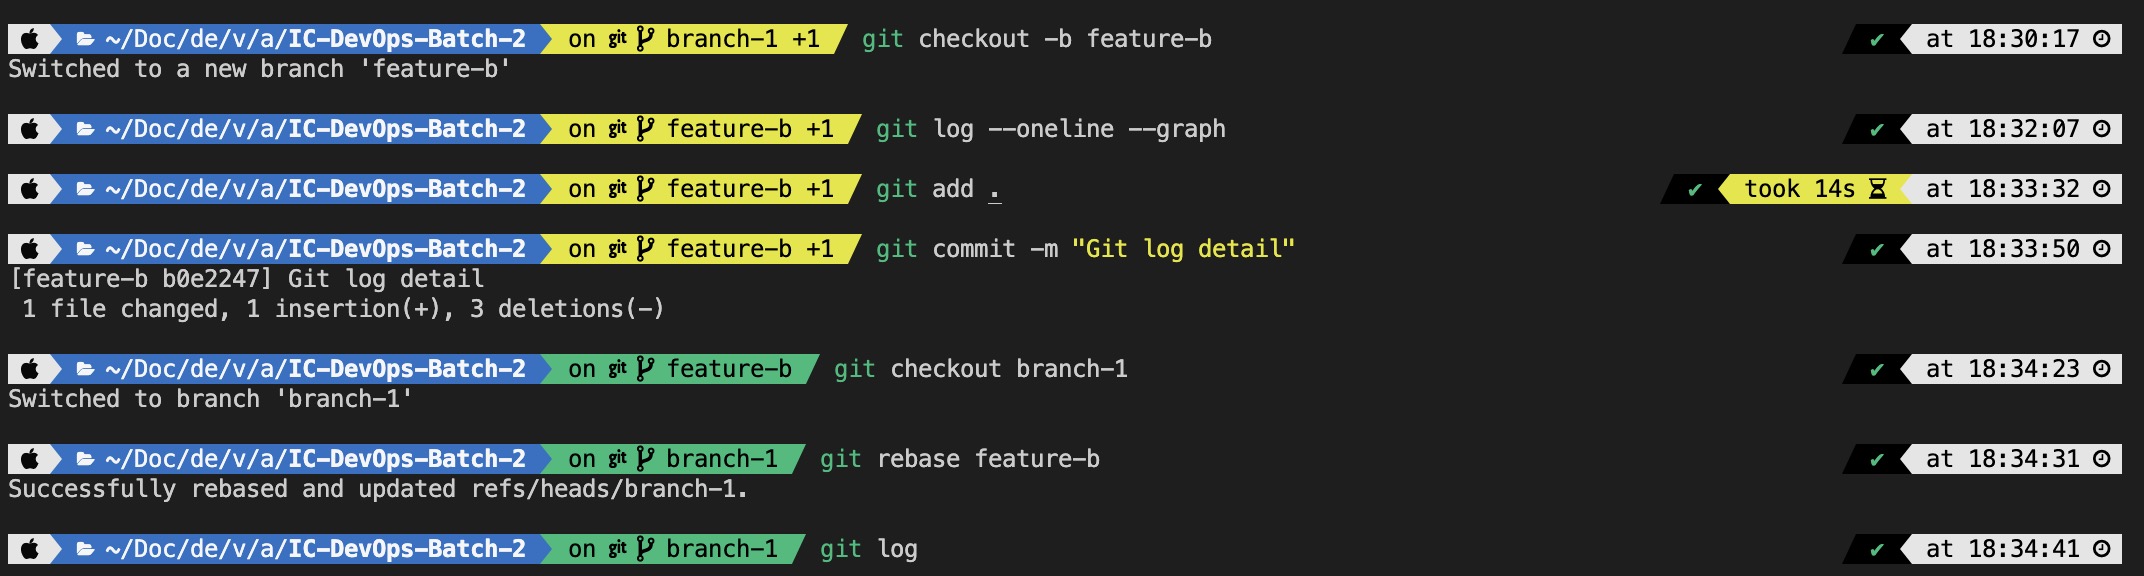 ~/Doc/de/v/a/IC-DevOps-Batch-2 on git branch-1 +1 git checkout -b feature-b ✔ at 18:30:17
Switched to a new branch 'feature-b'
~/Doc/de/v/a/IC-DevOps-Batch-2 on git feature-b +1 git log --oneline --graph ✔ at 18:32:07
~/Doc/de/v/a/IC-DevOps-Batch-2 on git feature-b +1 git add . ✔ took 14s at 18:33:32
~/Doc/de/v/a/IC-DevOps-Batch-2 on git feature-b +1 git commit -m "Git log detail" ✔ at 18:33:50
[feature-b b0e2247] Git log detail
1 file changed, 1 insertion(+), 3 deletions(-)
~/Doc/de/v/a/IC-DevOps-Batch-2 on git feature-b git checkout branch-1 ✔ at 18:34:23
Switched to branch 'branch-1'
~/Doc/de/v/a/IC-DevOps-Batch-2 on git branch-1 git rebase feature-b ✔ at 18:34:31
Successfully rebased and updated refs/heads/branch-1.
~/Doc/de/v/a/IC-DevOps-Batch-2 on git branch-1 git log ✔ at 18:34:41